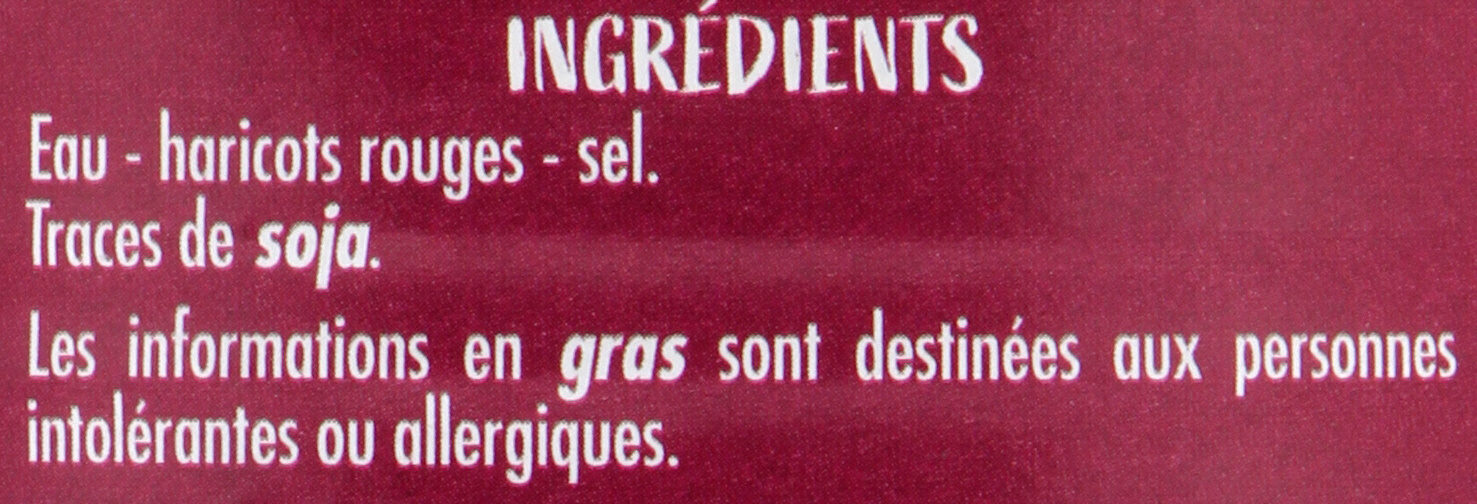 INGRÉDIENTS
Eau - haricots rouges - sel.
Traces de soja.
Les informations en gras sont destinées aux personnes
intolérantes ou allergiques.